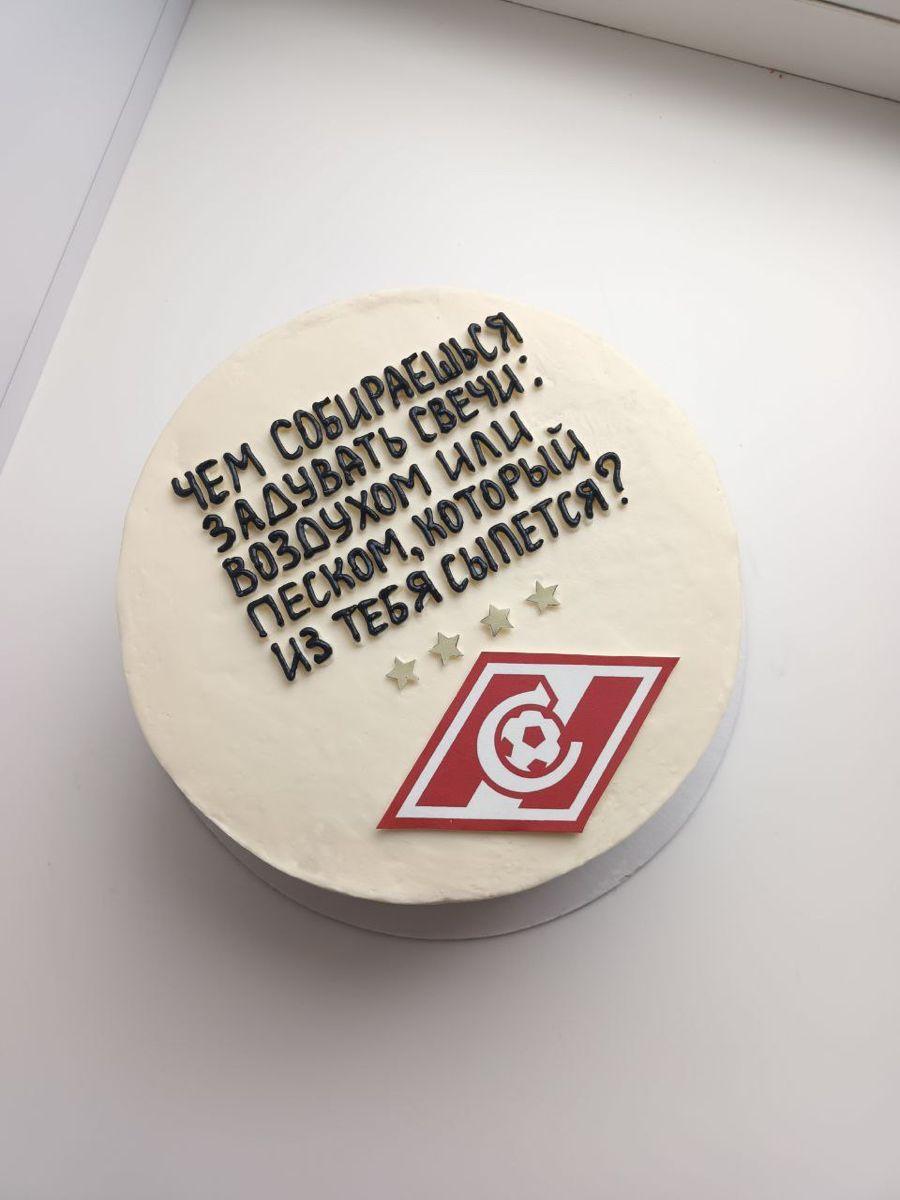 ЧЕМ СОБИРАЕШЬСЯ
ЗАДУВАТЬ СВЕЧИ:
ВОЗДУХОМ ИЛИ
ПЕСКОМ, КОТОРЫЙ
ИЗ ТЕБЯ СЫПЕТСЯ?